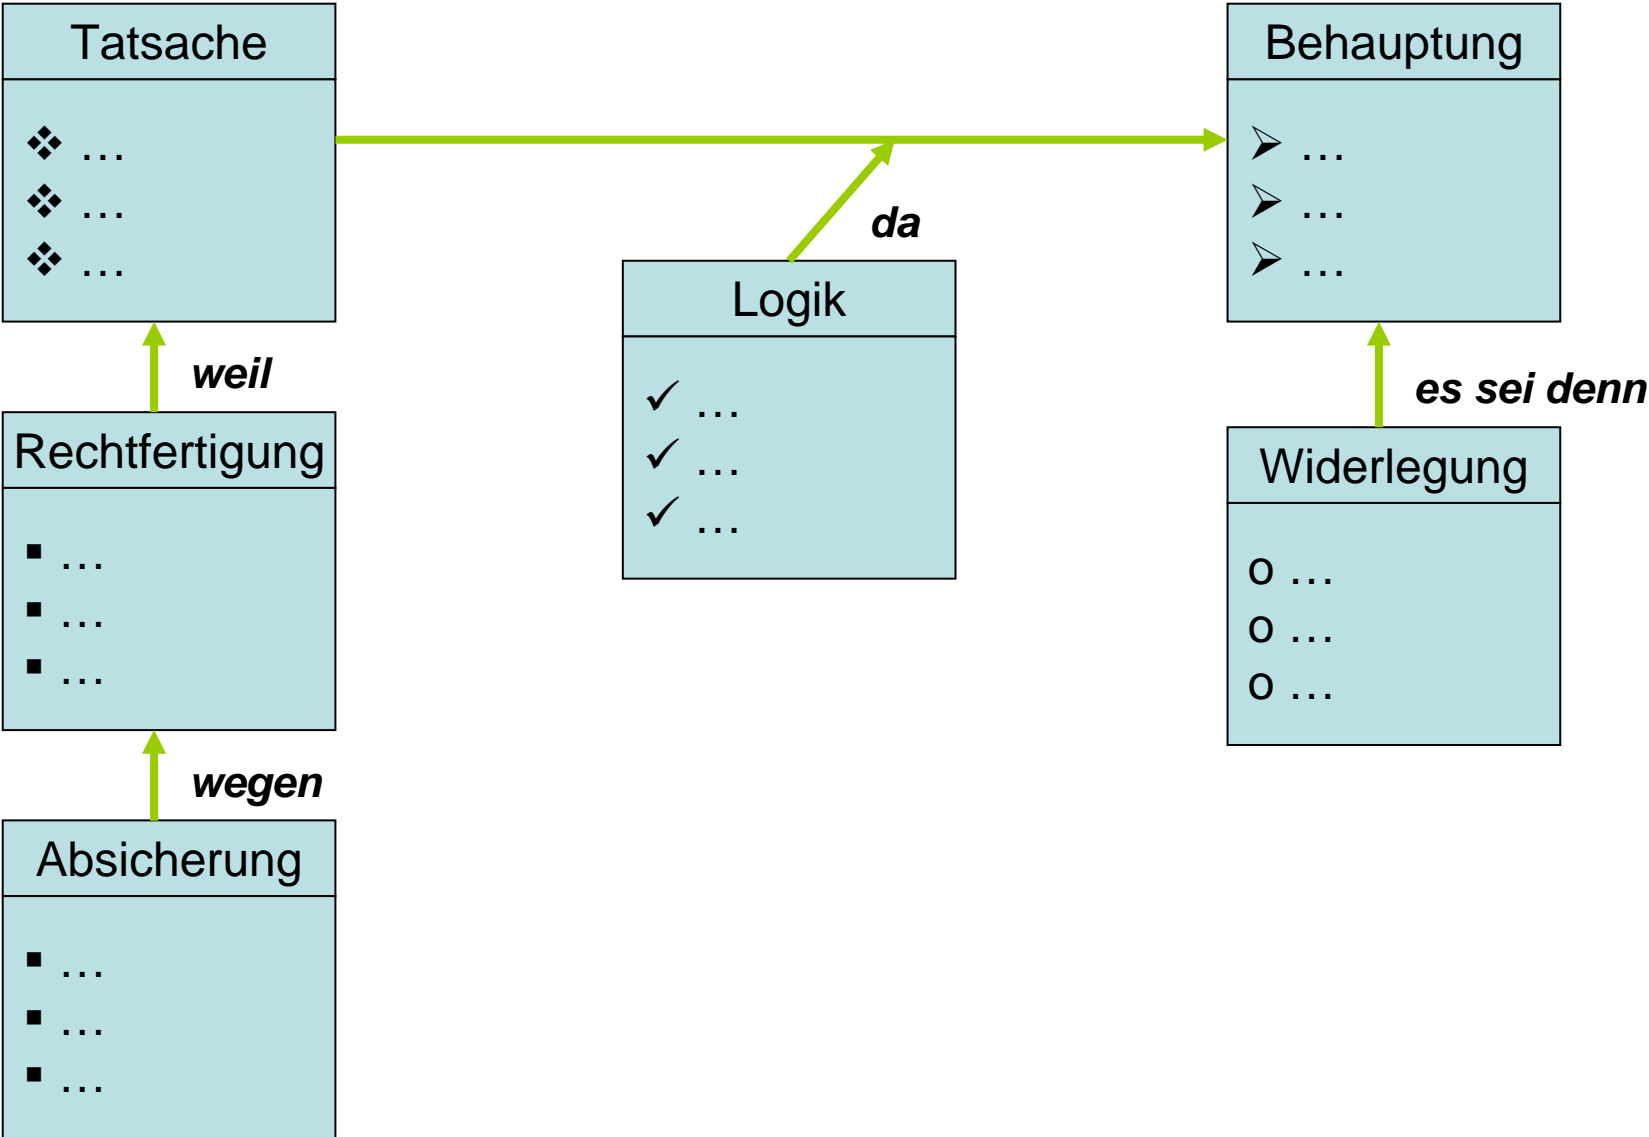 Tatsache
❖ …
❖ …
❖ …
weil
Rechtfertigung
▪ …
▪ …
▪ …
wegen
Absicherung
▪ …
▪ …
▪ …
da
Logik
✓ …
✓ …
✓ …
Behauptung
➢ …
➢ …
➢ …
es sei denn
Widerlegung
o …
o …
o …